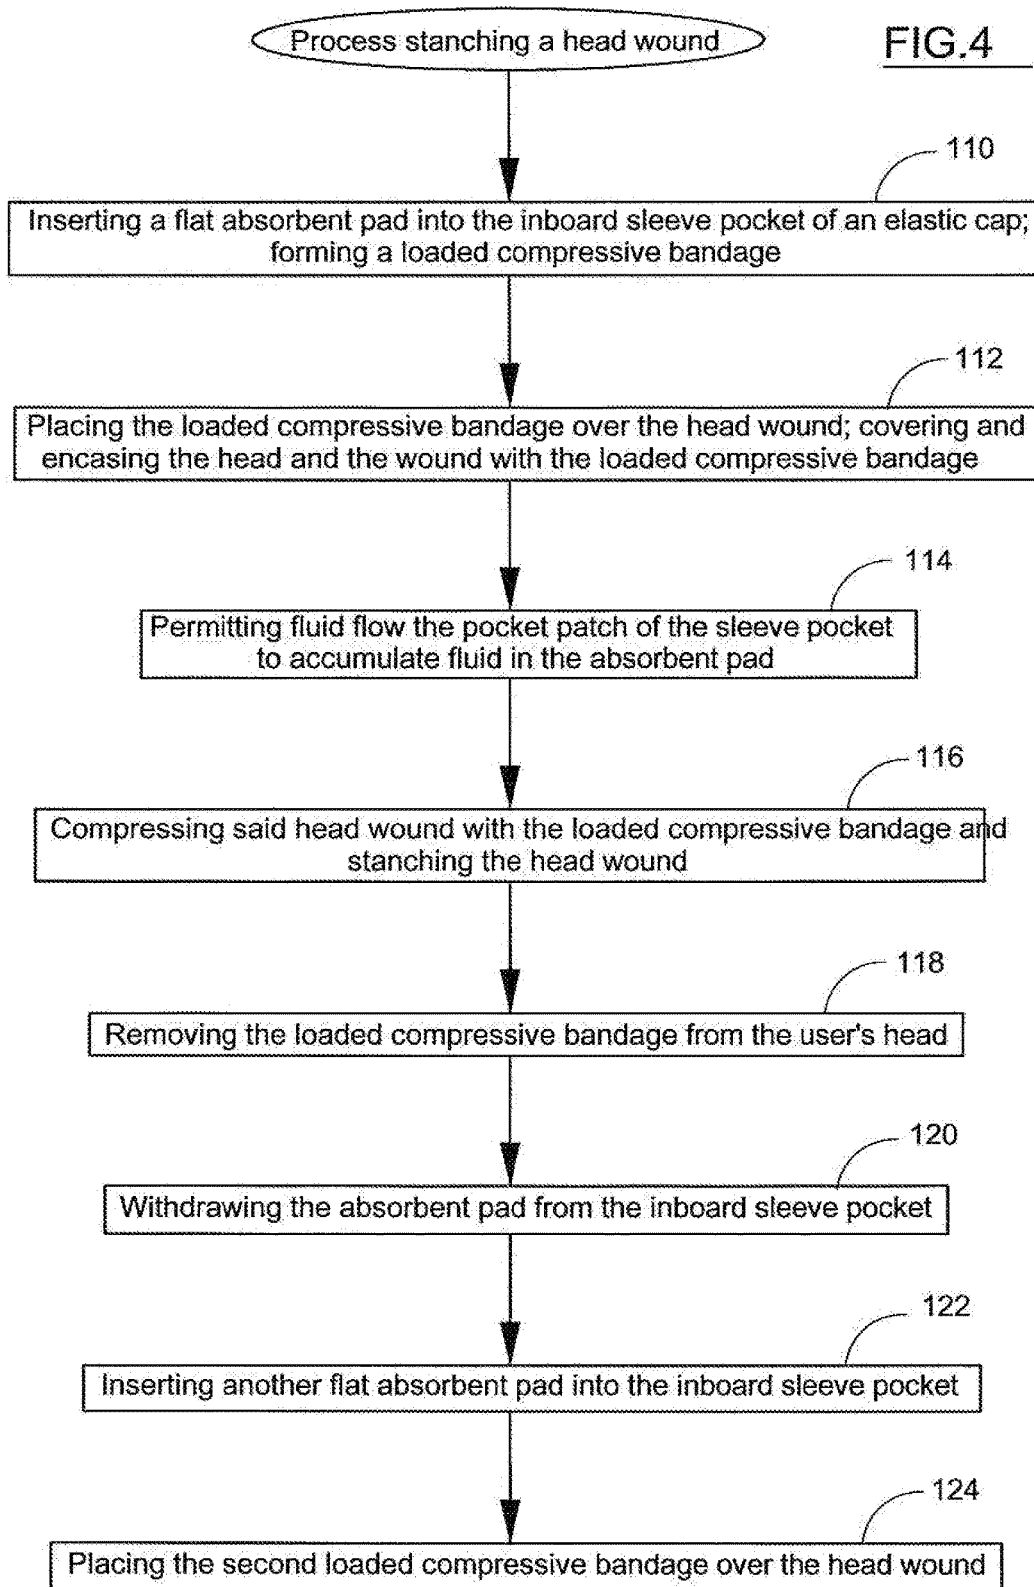 Process stanching a head wound
FIG.4
110
Inserting a flat absorbent pad into the inboard sleeve pocket of an elastic cap;
forming a loaded compressive bandage
112
Placing the loaded compressive bandage over the head wound; covering and
encasing the head and the wound with the loaded compressive bandage
114
Permitting fluid flow the pocket patch of the sleeve pocket
to accumulate fluid in the absorbent pad
116
Compressing said head wound with the loaded compressive bandage and
stanching the head wound
118
Removing the loaded compressive bandage from the user's head
120
Withdrawing the absorbent pad from the inboard sleeve pocket
122
Inserting another flat absorbent pad into the inboard sleeve pocket
124
Placing the second loaded compressive bandage over the head wound